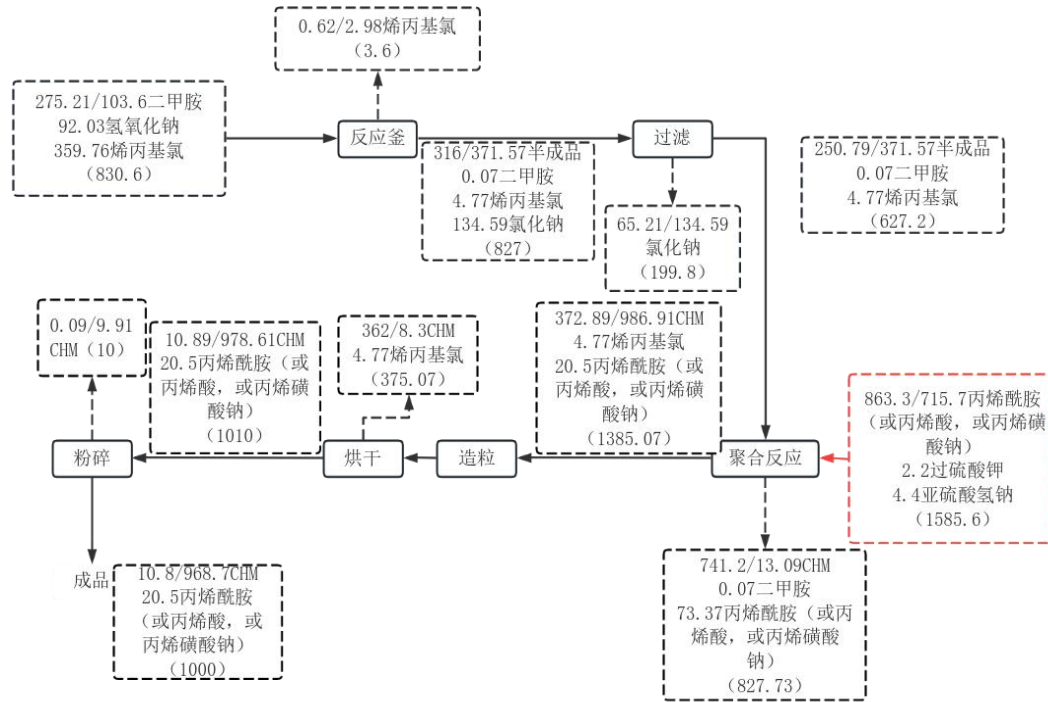 0.62/2.98烯丙基氯
(3.6)
275.21/103.6二甲胺
92.03氢氧化钠
359.76烯丙基氯
(830.6)
反应釜
过滤
316/371.57半成品
0.07二甲胺
4.77烯丙基氯
134.59氯化钠
(827)
250.79/371.57半成品
0.07二甲胺
4.77烯丙基氯
(627.2)
65.21/134.59
氯化钠
(199.8)
0.09/9.91
CHM（10）
10.89/978.61CHM
20.5丙烯酰胺（或
丙烯酸，或丙烯磺
酸钠）
(1010)
362/8.3CHM
4.77烯丙基氯
(375.07)
372.89/986.91CHM
4.77烯丙基氯
20.5丙烯酰胺（或
丙烯酸，或丙烯磺
酸钠）
(1385.07)
863.3/715.7丙烯酰胺
（或丙烯酸，或丙烯磺
酸钠）
2.2过硫酸钾
4.4亚硫酸氢钠
(1585.6)
粉碎
烘干
造粒
聚合反应
成品
10.8/968.7CHM
20.5丙烯酰胺
（或丙烯酸，或
丙烯磺酸钠）
(1000)
741.2/13.09CHM
0.07二甲胺
73.37丙烯酰胺（或丙
烯酸，或丙烯磺酸
钠）
(827.73)